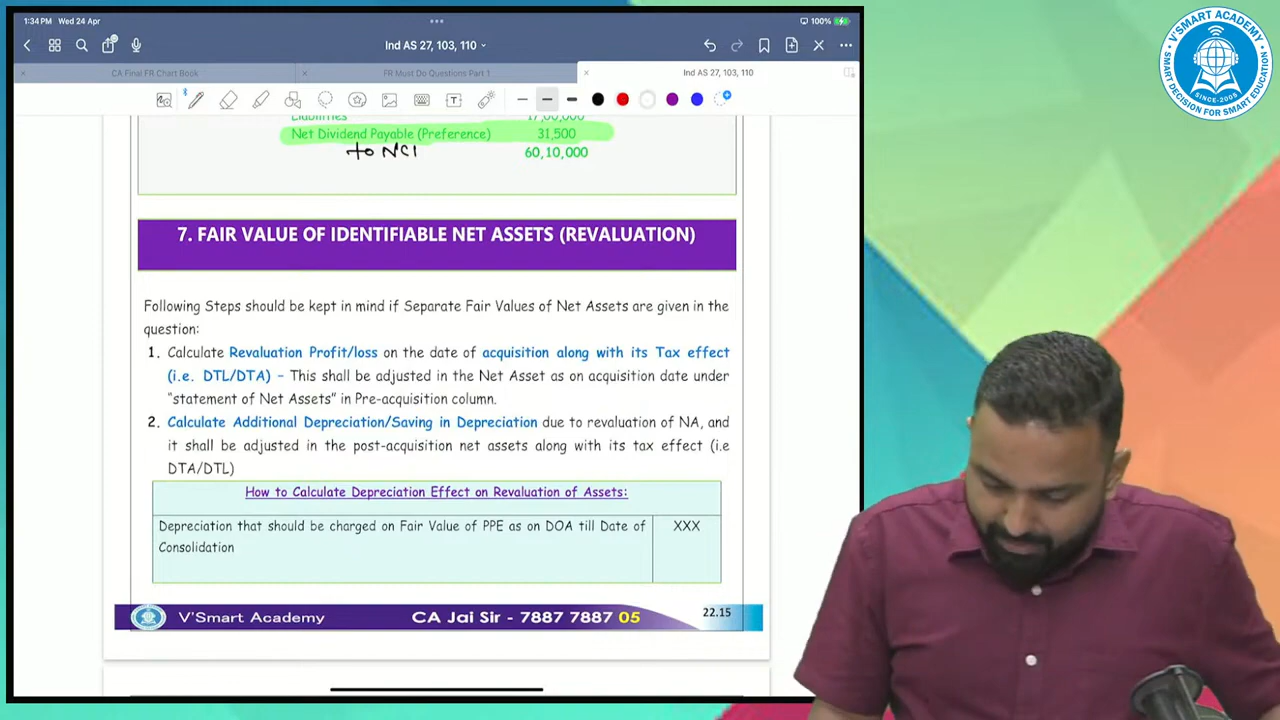 1:34 PM Wed 24 Apr
100%
Ind AS 27, 103, 110
CA Final FR Chart Book
FR Must Do Questions Part 1
Ind AS 27, 103, 110
Liabilities 17,00,000
Net Dividend Payable (Preference) 31,500
to NCI 60,10,000
7. FAIR VALUE OF IDENTIFIABLE NET ASSETS (REVALUATION)
Following Steps should be kept in mind if Separate Fair Values of Net Assets are given in the
question:
1. Calculate Revaluation Profit/loss on the date of acquisition along with its Tax effect
(i.e. DTL/DTA) – This shall be adjusted in the Net Asset as on acquisition date under
“statement of Net Assets” in Pre-acquisition column.
2. Calculate Additional Depreciation/Saving in Depreciation due to revaluation of NA, and
it shall be adjusted in the post-acquisition net assets along with its tax effect (i.e
DTA/DTL)
How to Calculate Depreciation Effect on Revaluation of Assets:
Depreciation that should be charged on Fair Value of PPE as on DOA till Date of XXX
Consolidation
V'Smart Academy CA Jai Sir - 7887 7887 05 22.15
V'SMART ACADEMY
SINCE-2009
SMART DECISION FOR SMART EDUCATION